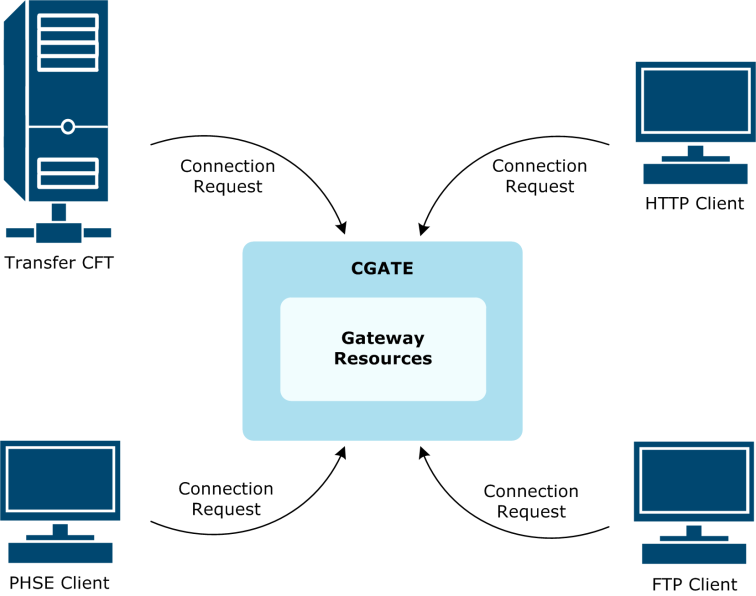 Connection
Request
Connection
Request
HTTP Client
Transfer CFT
CGATE
Gateway
Resources
Connection
Request
Connection
Request
PHSE Client
FTP Client